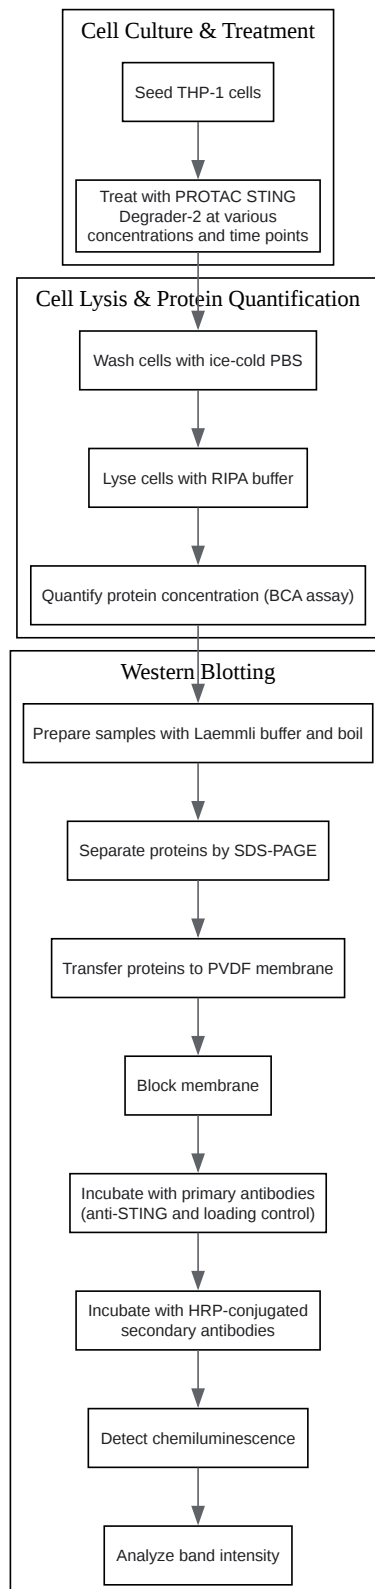 Cell Culture & Treatment
Seed THP-1 cells
Treat with PROTAC STING
Degrader-2 at various
concentrations and time points
Cell Lysis & Protein Quantification
Wash cells with ice-cold PBS
Lyse cells with RIPA buffer
Quantify protein concentration (BCA assay)
Western Blotting
Prepare samples with Laemmli buffer and boil
Separate proteins by SDS-PAGE
Transfer proteins to PVDF membrane
Block membrane
Incubate with primary antibodies
(anti-STING and loading control)
Incubate with HRP-conjugated
secondary antibodies
Detect chemiluminescence
Analyze band intensity